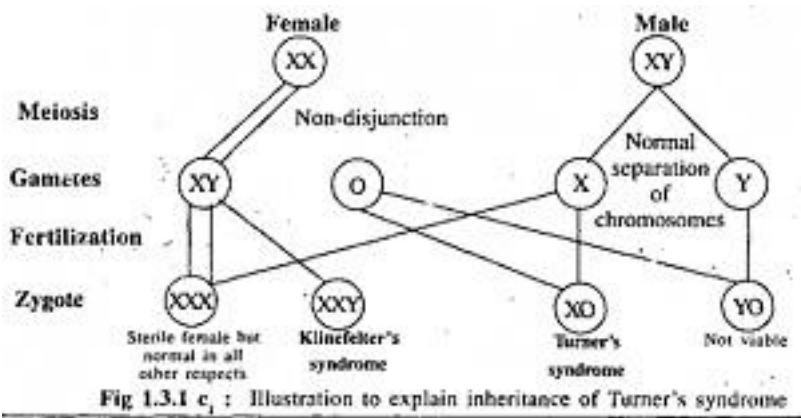 Female Male
XX XY
Meiosis
Non-disjunction
Normal
separation
of
chromosomes
Gametes XY O X Y
Fertilization
Zygote XXX XXY XO YO
Sterile female but
normal in all
other respects
Klinefelter's
syndrome
Turner's
syndrome
Not viable
Fig 1.3.1 c, : Illustration to explain inheritance of Turner's syndrome